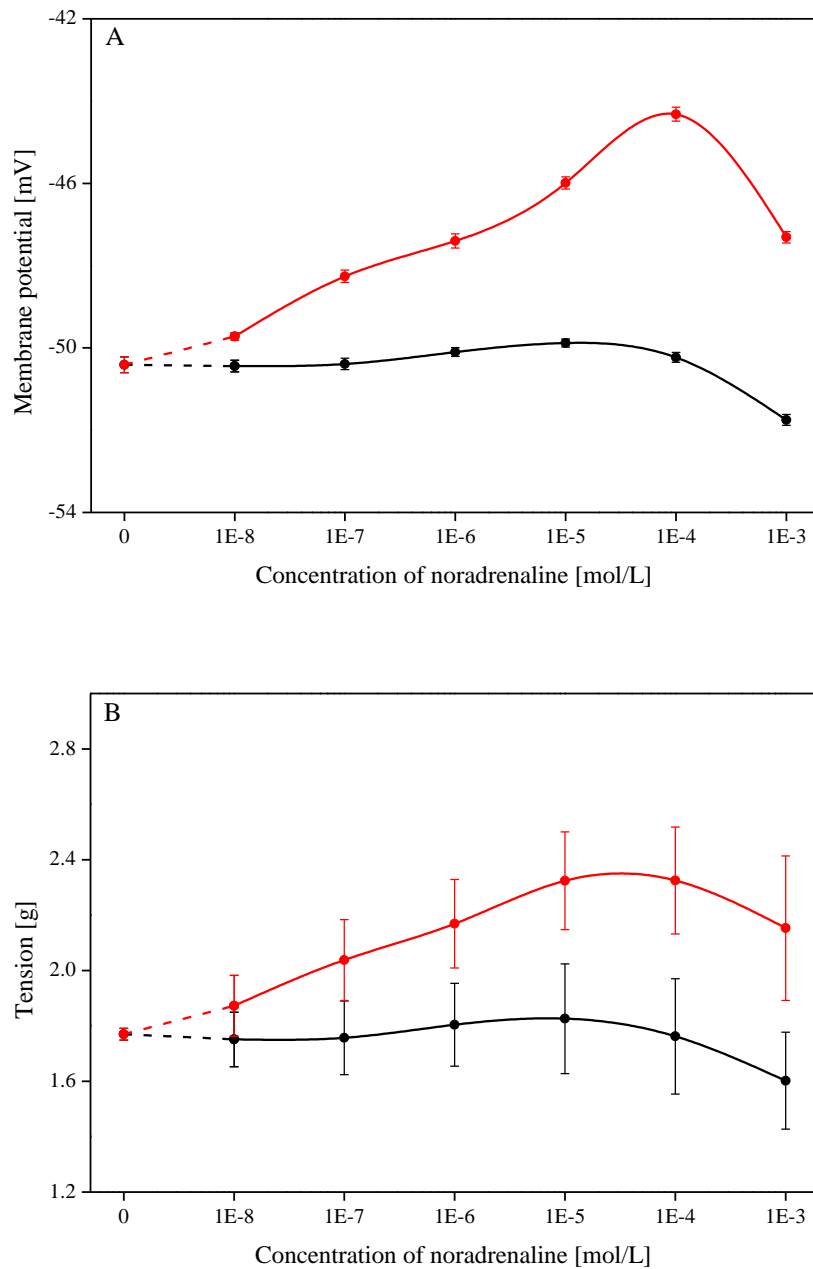 A
Membrane potential [mV]
-42
-46
-50
-54
0 1E-8 1E-7 1E-6 1E-5 1E-4 1E-3
Concentration of noradrenaline [mol/L]
B
Tension [g]
2.8
2.4
2.0
1.6
1.2
0 1E-8 1E-7 1E-6 1E-5 1E-4 1E-3
Concentration of noradrenaline [mol/L]